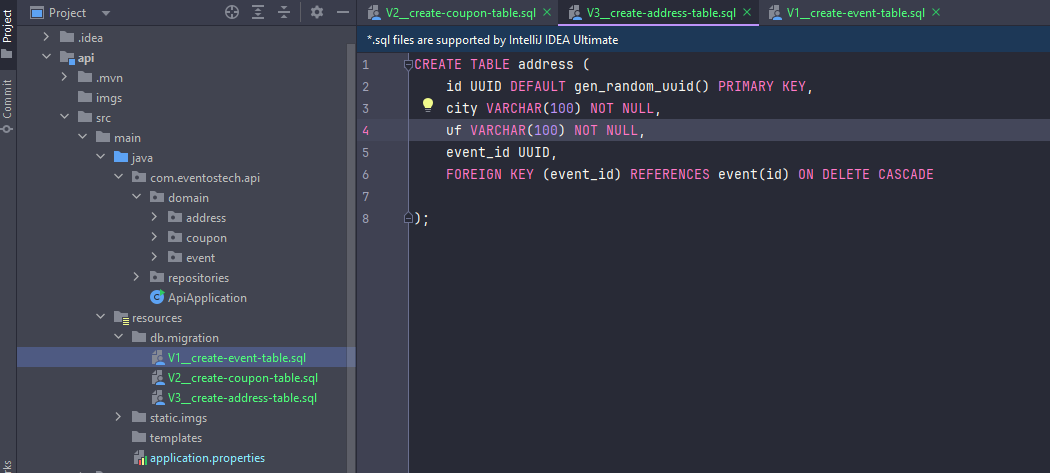 Project
V2__create-coupon-table.sql
V3__create-address-table.sql
V1__create-event-table.sql
*.sql files are supported by IntelliJ IDEA Ultimate
Project
Commit
.idea
api
.mvn
imgs
src
main
java
com.eventostech.api
domain
address
coupon
event
repositories
ApiApplication
resources
db.migration
V1__create-event-table.sql
V2__create-coupon-table.sql
V3__create-address-table.sql
static.imgs
templates
application.properties
1 CREATE TABLE address (
2 id UUID DEFAULT gen_random_uuid() PRIMARY KEY,
3 city VARCHAR(100) NOT NULL,
4 uf VARCHAR(100) NOT NULL,
5 event_id UUID,
6 FOREIGN KEY (event_id) REFERENCES event(id) ON DELETE CASCADE
7
8 );